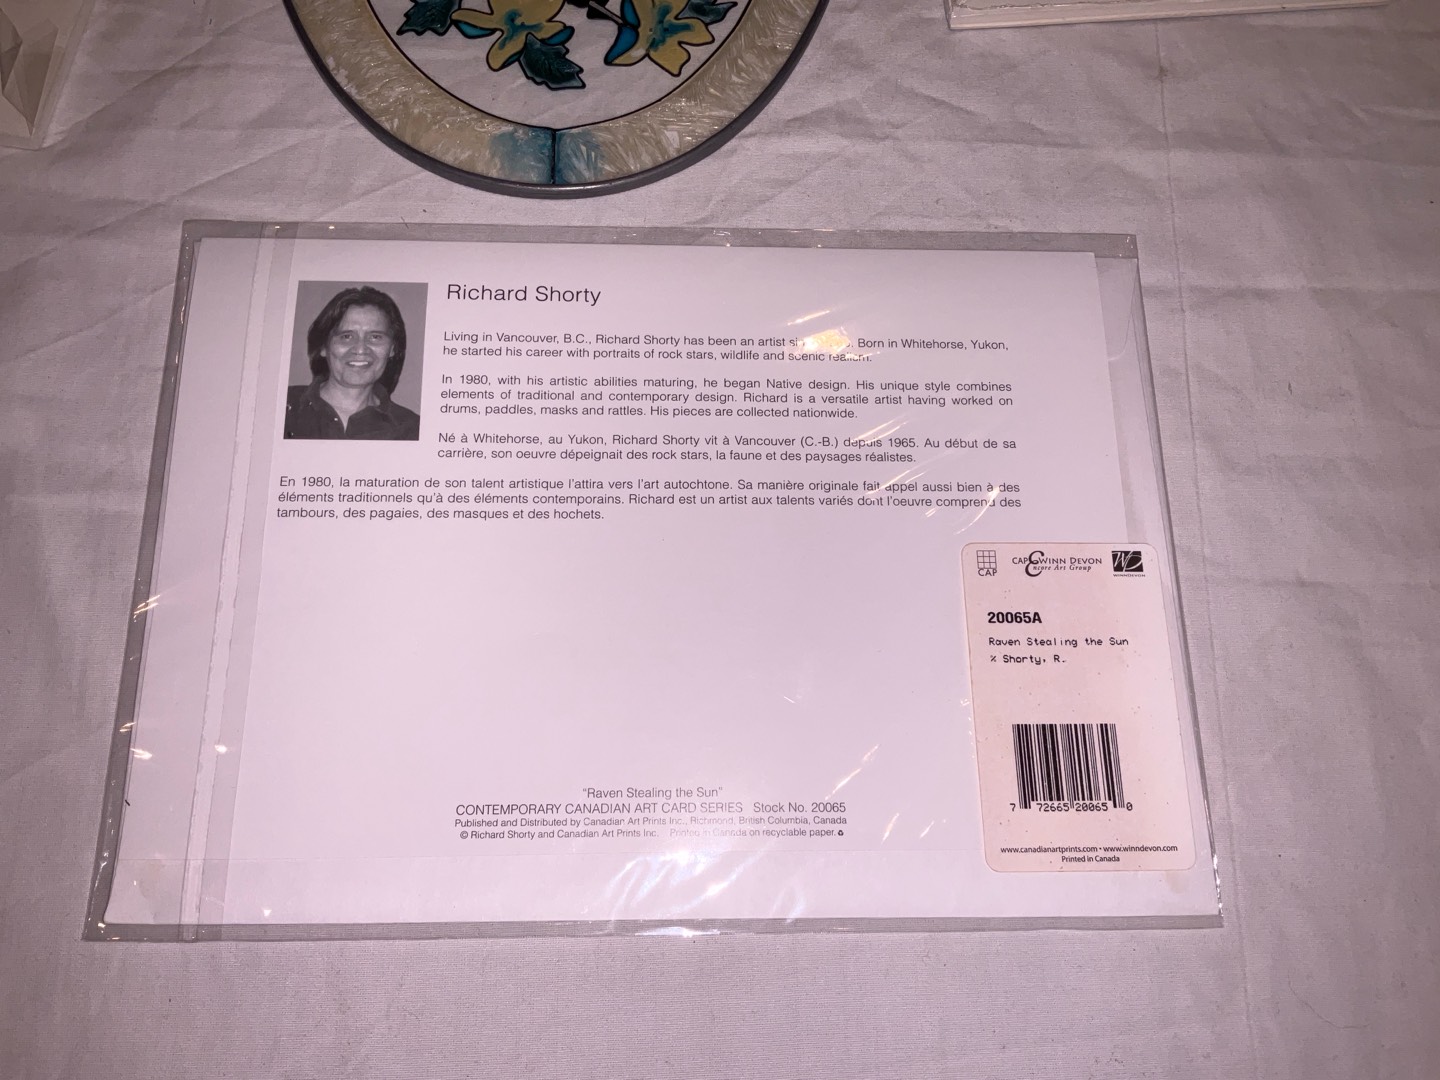 Richard Shorty
Living in Vancouver, B.C., Richard Shorty has been an artist Born in Whitehorse, Yukon,
he started his career with portraits of rock stars, wildlife and scenic realism.
In 1980, with his artistic abilities maturing, he began Native design. His unique style combines
elements of traditional and contemporary design. Richard is a versatile artist having worked on
drums, paddles, masks and rattles. His pieces are collected nationwide.
Né à Whitehorse, au Yukon, Richard Shorty vit à Vancouver (C.-B.) depuis 1965. Au début de sa
carrière, son oeuvre dépeignait des rock stars, la faune et des paysages réalistes.
En 1980, la maturation de son talent artistique l'attira vers l'art autochtone. Sa manière originale fait appel aussi bien à des
éléments traditionnels qu'à des éléments contemporains. Richard est un artist aux talents variés dont l'oeuvre comprend des
tambours, des pagaies, des masques et des hochets.
CAP
CAP & WINN DEVON
Encore Art Group
WD
WINN DEVON
20065A
Raven Stealing the Sun
% Shorty, R.
7 72665 20065 0
www.canadianartprints.com • www.winndevon.com
Printed in Canada
"Raven Stealing the Sun"
CONTEMPORARY CANADIAN ART CARD SERIES Stock No. 20065
Published and Distributed by Canadian Art Prints Inc., Richmond, British Columbia, Canada
© Richard Shorty and Canadian Art Prints Inc. Printed in Canada on recyclable paper.